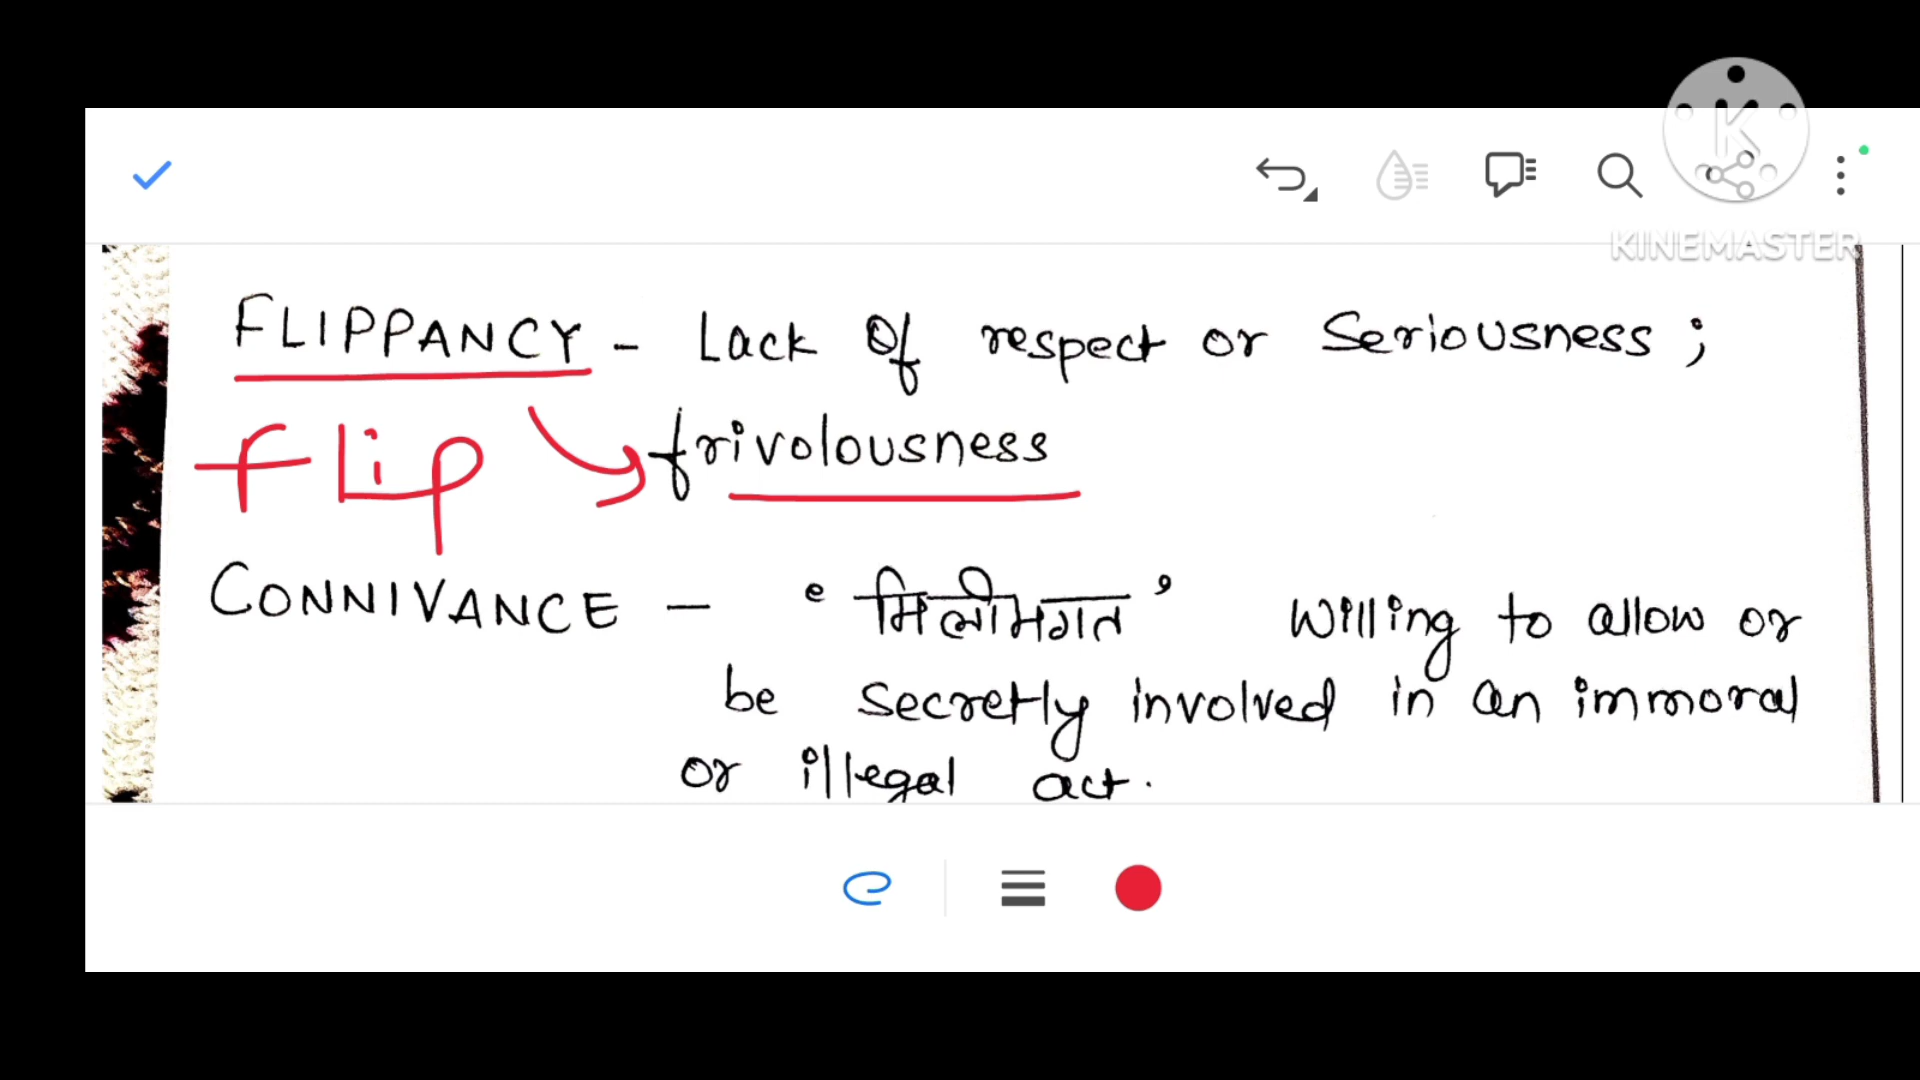 KINEMASTER
FLIPPANCY - Lack Of respect or Seriousness ;
flip frivolousness
CONNIVANCE - ' मिलीभगत ' Willing to allow or
be secretly involved in an immoral
or illegal act.